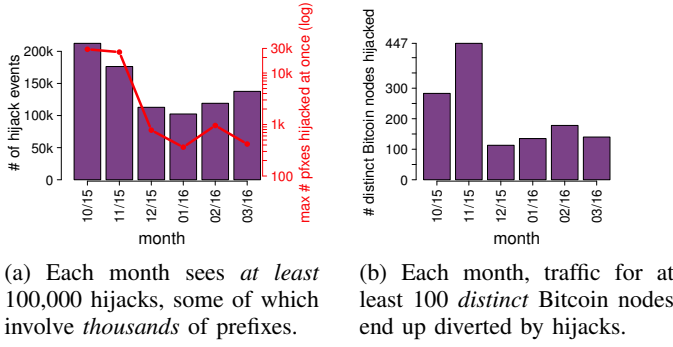 # of hijack events
200k
150k
100k
50k
0
10/15
11/15
12/15
01/16
02/16
03/16
month
30k
10k
1k
100
max # pfxes hijacked at once (log)
# distinct Bitcoin nodes hijacked
447
300
200
100
0
10/15
11/15
12/15
01/16
02/16
03/16
month
(a) Each month sees at least
100,000 hijacks, some of which
involve thousands of prefixes.
(b) Each month, traffic for at
least 100 distinct Bitcoin nodes
end up diverted by hijacks.